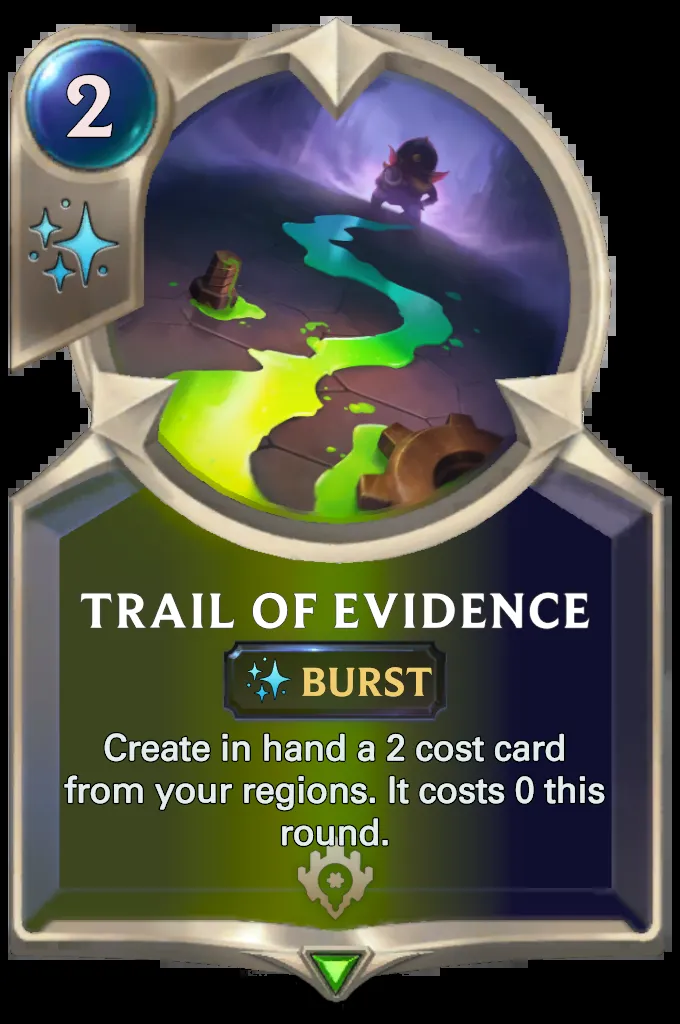 2
TRAIL OF EVIDENCE
BURST
Create in hand a 2 cost card
from your regions. It costs 0 this
round.